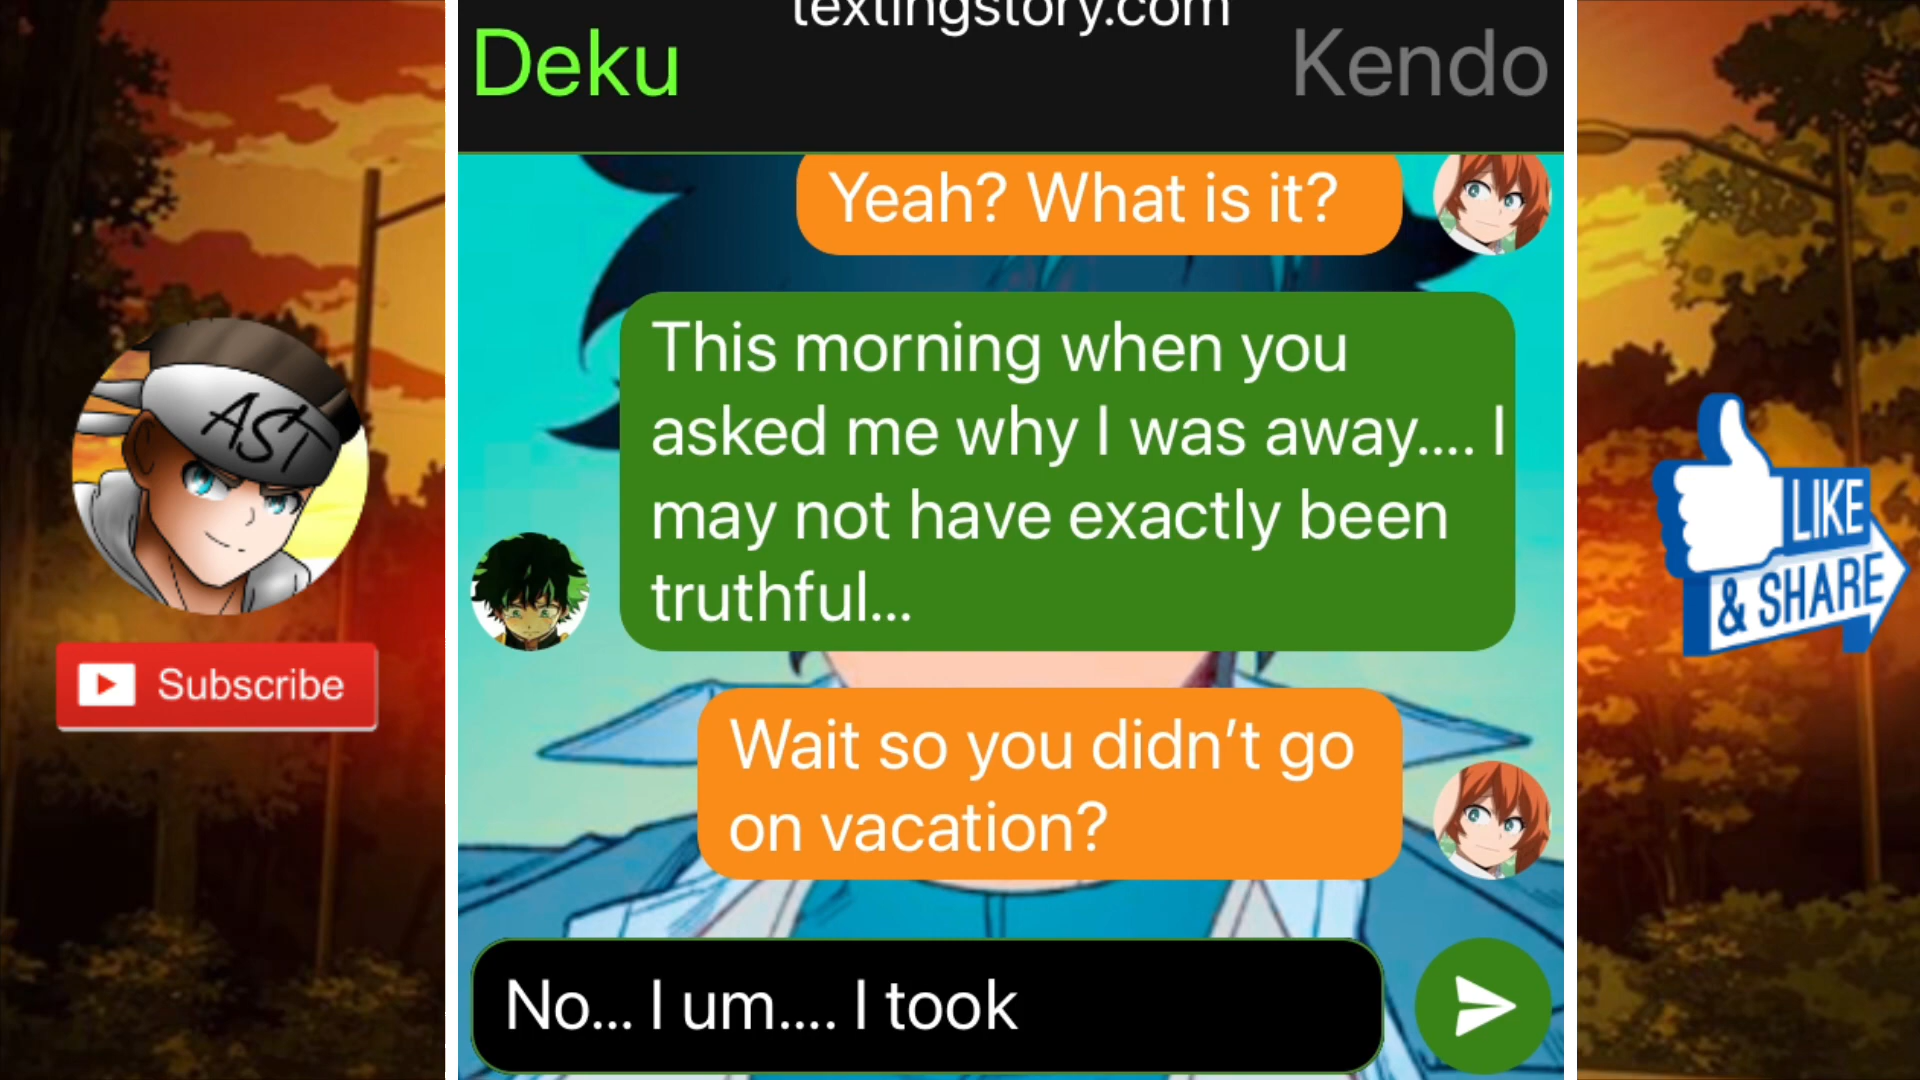 textingstory.com
Deku
Kendo
Yeah? What is it?
This morning when you
asked me why I was away.... I
may not have exactly been
truthful...
Wait so you didn’t go
on vacation?
No... I um.... I took
AST
Subscribe
LIKE
& SHARE